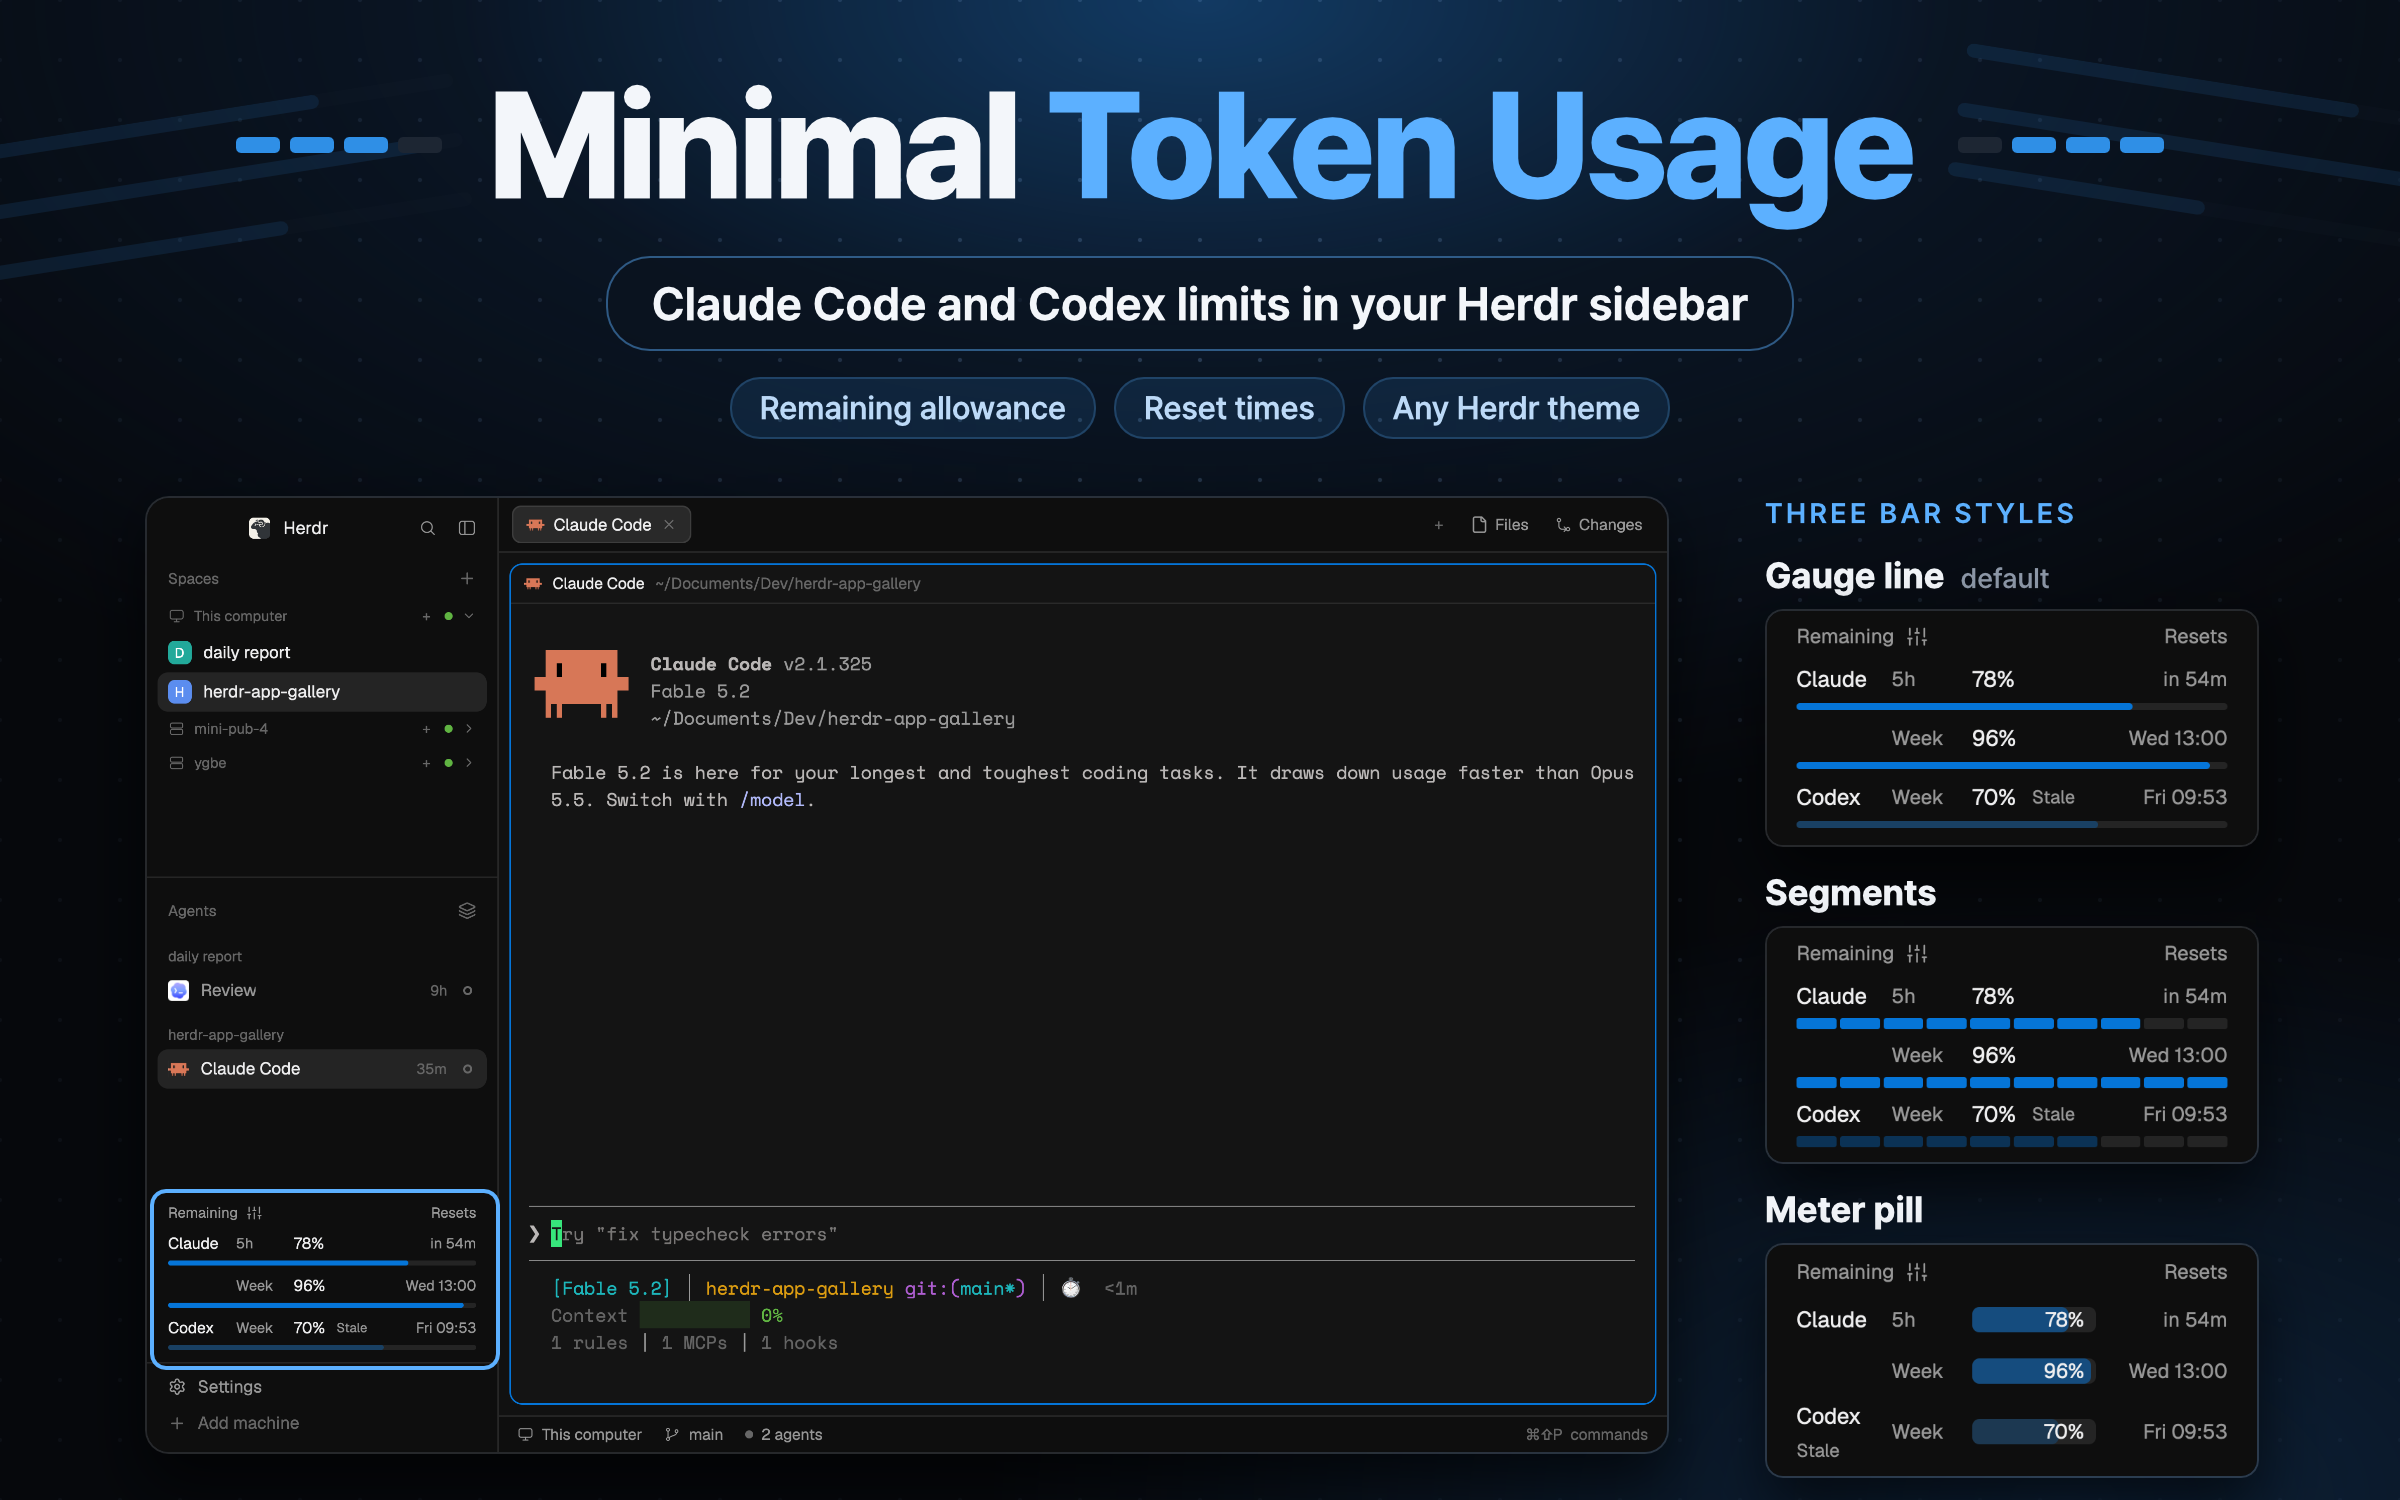 Minimal Token Usage
Claude Code and Codex limits in your Herdr sidebar
Remaining allowance
Reset times
Any Herdr theme
Herdr
Spaces
This computer
D daily report
H herdr-app-gallery
mini-pub-4
ygbe
Agents
daily report
Review 9h
herdr-app-gallery
Claude Code 35m
Remaining Resets
Claude 5h 78% in 54m
Week 96% Wed 13:00
Codex Week 70% Stale Fri 09:53
Settings
+ Add machine
Claude Code × + Files Changes
Claude Code ~/Documents/Dev/herdr-app-gallery
Claude Code v2.1.325
Fable 5.2
~/Documents/Dev/herdr-app-gallery
Fable 5.2 is here for your longest and toughest coding tasks. It draws down usage faster than Opus
5.5. Switch with /model.
❯ Try "fix typecheck errors"
[Fable 5.2] │ herdr-app-gallery git:(main*) │ ⏱️ <1m
Context 0%
1 rules | 1 MCPs | 1 hooks
This computer main 2 agents ⌘⇧P commands
THREE BAR STYLES
Gauge line default
Remaining Resets
Claude 5h 78% in 54m
Week 96% Wed 13:00
Codex Week 70% Stale Fri 09:53
Segments
Remaining Resets
Claude 5h 78% in 54m
Week 96% Wed 13:00
Codex Week 70% Stale Fri 09:53
Meter pill
Remaining Resets
Claude 5h 78% in 54m
Week 96% Wed 13:00
Codex Week 70% Fri 09:53
Stale